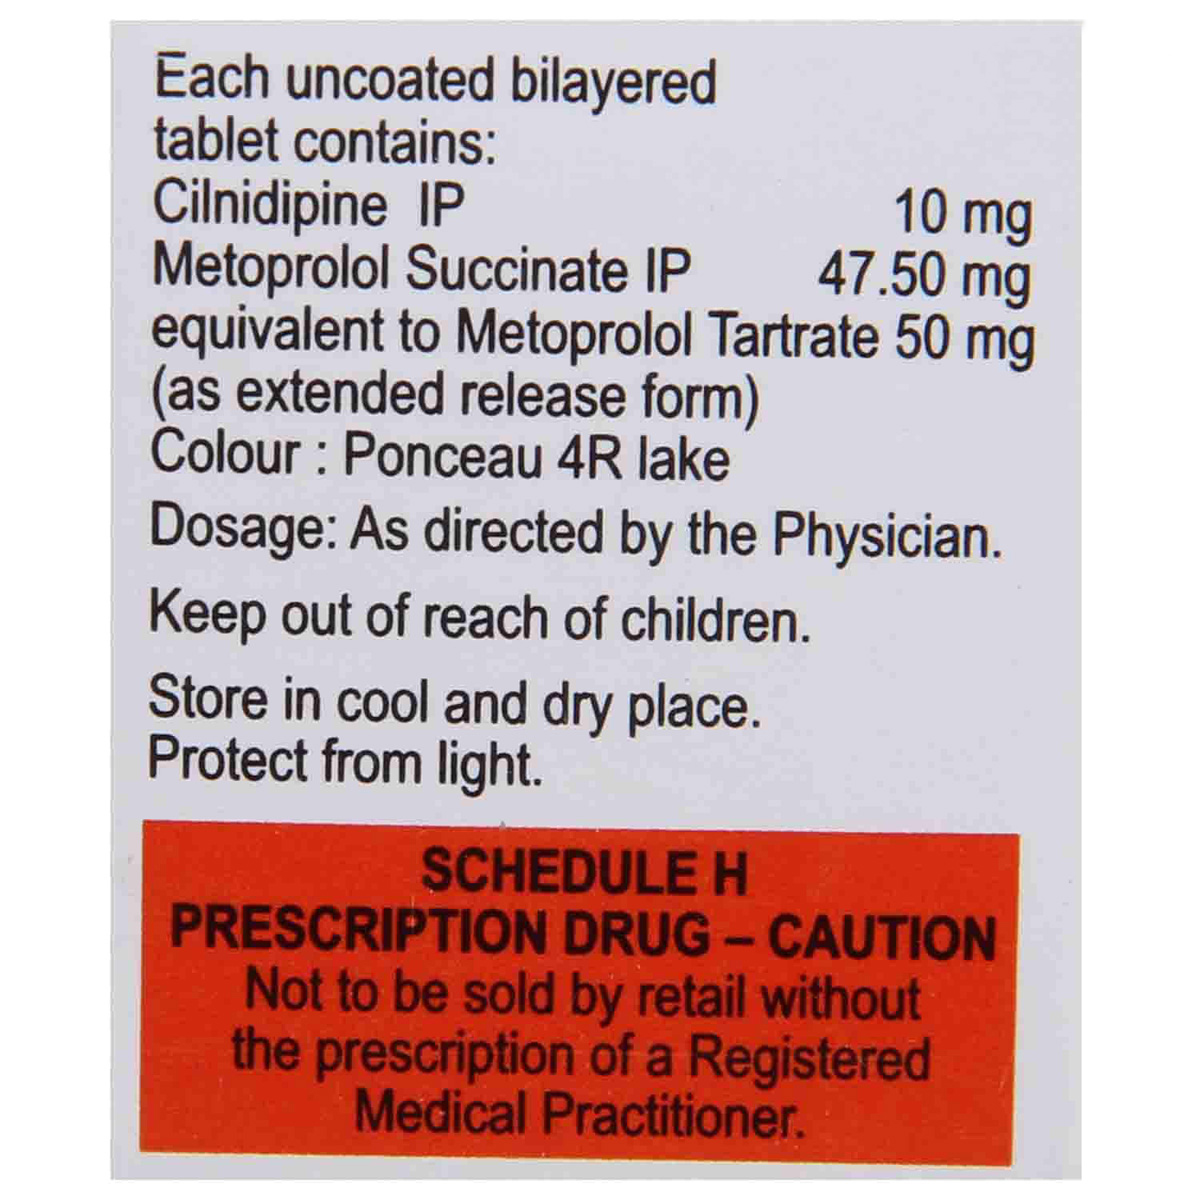 Each uncoated bilayered
tablet contains:
Cilnidipine IP 10 mg
Metoprolol Succinate IP 47.50 mg
equivalent to Metoprolol Tartrate 50 mg
(as extended release form)
Colour : Ponceau 4R lake
Dosage: As directed by the Physician.
Keep out of reach of children.
Store in cool and dry place.
Protect from light.
SCHEDULE H
PRESCRIPTION DRUG – CAUTION
Not to be sold by retail without
the prescription of a Registered
Medical Practitioner.